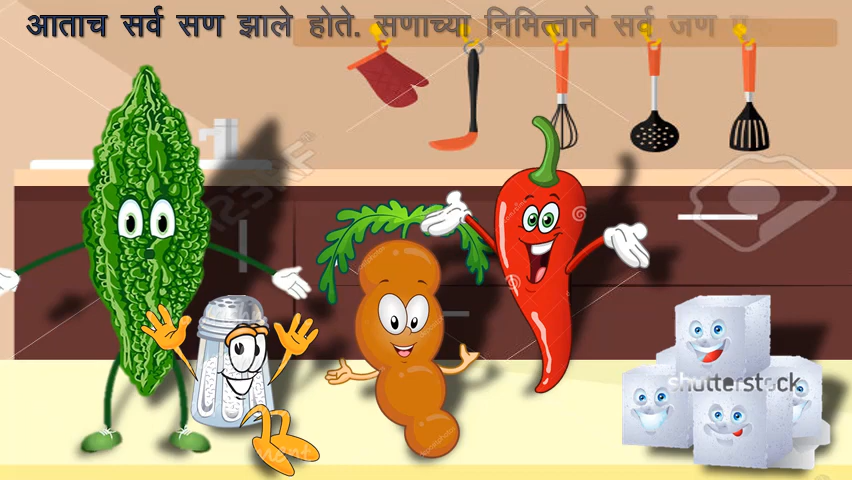 आताच सर्व सण झाले होते. सणाच्या निमित्ताने सर्व जण
shutterstock